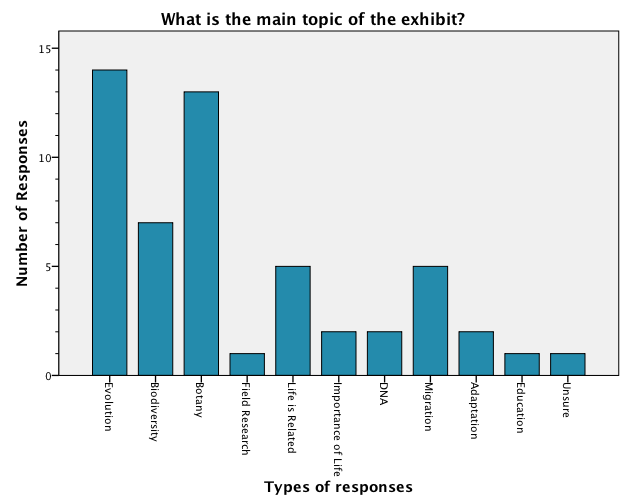 What is the main topic of the exhibit?
Number of Responses
15
10
5
0
Evolution
Biodiversity
Botany
Field Research
Life is Related
Importance of Life
DNA
Migration
Adaptation
Education
Unsure
Types of responses